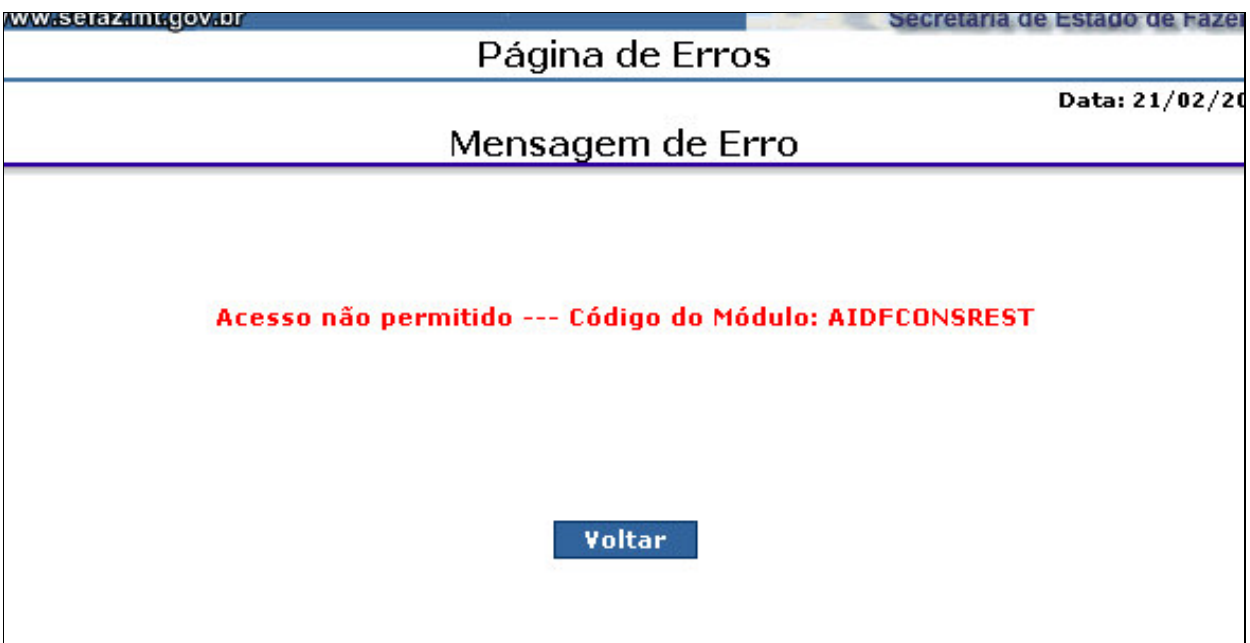 www.sefaz.mt.gov.br
Secretaria de Estado de Fazen
Página de Erros
Data: 21/02/20
Mensagem de Erro
Acesso não permitido --- Código do Módulo: AIDFCONSREST
Voltar